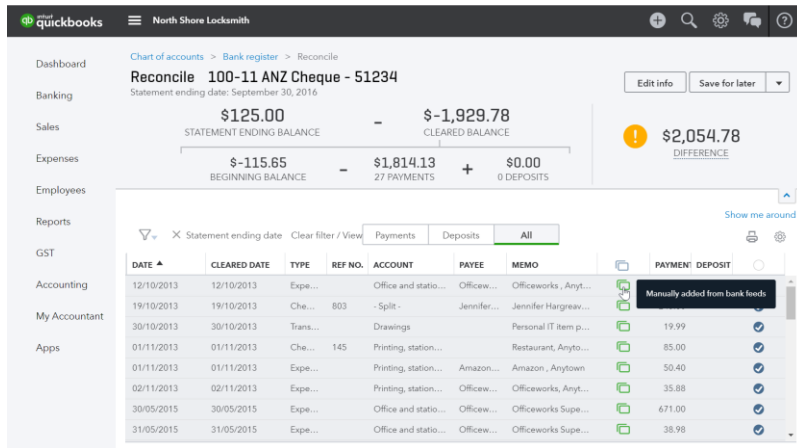 qb intuit quickbooks North Shore Locksmith
Chart of accounts > Bank register > Reconcile
Reconcile 100-11 ANZ Cheque - 51234
Statement ending date: September 30, 2016
Edit info Save for later
$125.00 - $-1,929.78
STATEMENT ENDING BALANCE CLEARED BALANCE
! $2,054.78
DIFFERENCE
$-115.65 - $1,814.13 + $0.00
BEGINNING BALANCE 27 PAYMENTS 0 DEPOSITS
Dashboard
Banking
Sales
Expenses
Employees
Reports
GST
Accounting
My Accountant
Apps
Show me around
Statement ending date Clear filter / View Payments Deposits All
DATE CLEARED DATE TYPE REF NO. ACCOUNT PAYEE MEMO PAYMENT DEPOSIT
12/10/2013 12/10/2013 Expe... Office and statio... Officew... Officeworks , Anyt...
Manually added from bank feeds
19/10/2013 19/10/2013 Che... 803 - Split - Jennifer... Jennifer Hargreav...
30/10/2013 30/10/2013 Trans... Drawings Personal IT item p... 19.99
01/11/2013 01/11/2013 Che... 145 Printing, station... Restaurant, Anyto... 85.00
01/11/2013 01/11/2013 Expe... Printing, station... Amazon... Amazon , Anytown 50.40
02/11/2013 02/11/2013 Expe... Printing, station... Officew... Officeworks, Anyt... 35.88
30/05/2015 30/05/2015 Expe... Office and statio... Officew... Officeworks Supe... 671.00
31/05/2015 31/05/2015 Expe... Office and statio... Officew... Officeworks Supe... 38.98